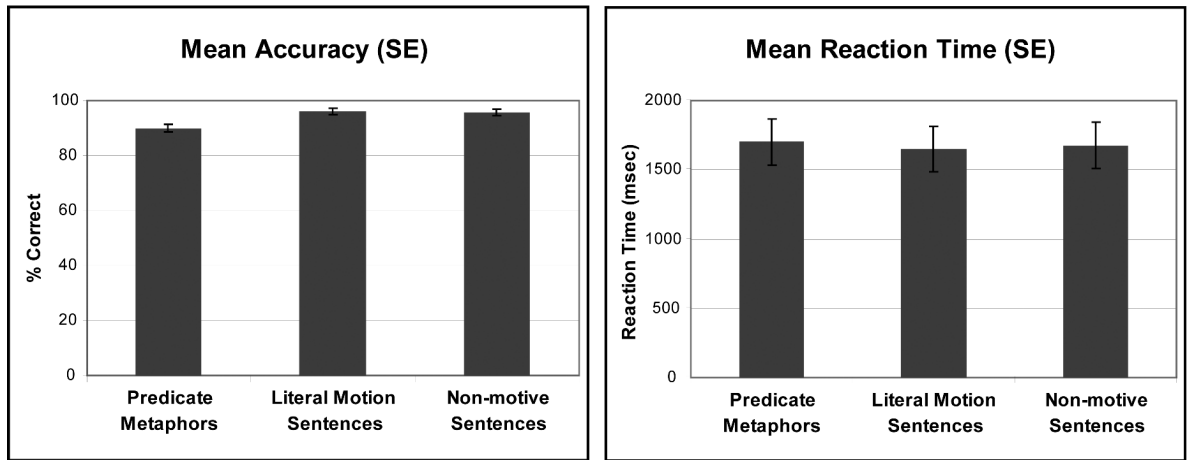 Mean Accuracy (SE)
% Correct
100
80
60
40
20
0
Predicate
Metaphors
Literal Motion
Sentences
Non-motive
Sentences
Mean Reaction Time (SE)
Reaction Time (msec)
2000
1500
1000
500
0
Predicate
Metaphors
Literal Motion
Sentences
Non-motive
Sentences